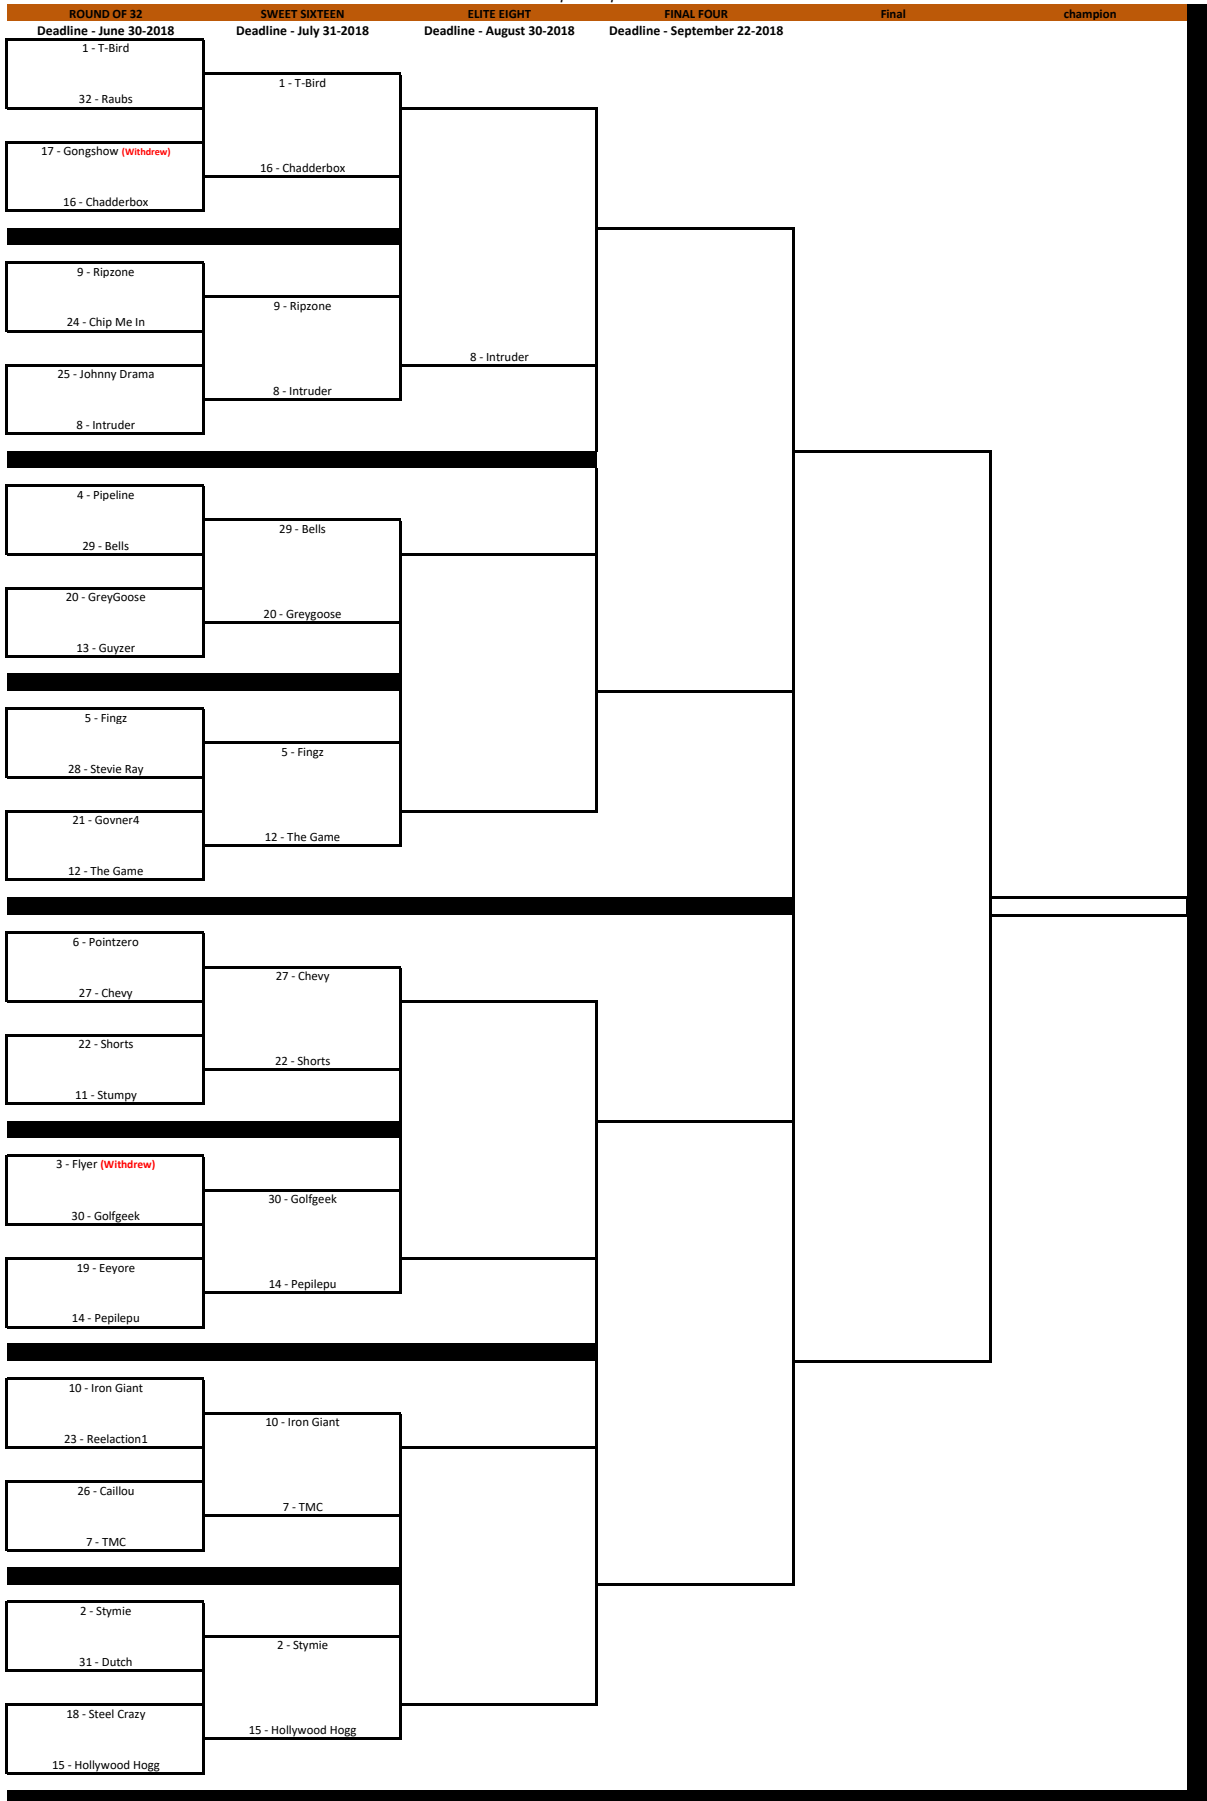 ROUND OF 32 SWEET SIXTEEN ELITE EIGHT FINAL FOUR Final champion
Deadline - June 30-2018 Deadline - July 31-2018 Deadline - August 30-2018 Deadline - September 22-2018
1 - T-Bird
1 - T-Bird
32 - Raubs
17 - Gongshow (Withdrew)
16 - Chadderbox
16 - Chadderbox
9 - Ripzone
9 - Ripzone
24 - Chip Me In
8 - Intruder
25 - Johnny Drama
8 - Intruder
8 - Intruder
4 - Pipeline
29 - Bells
29 - Bells
20 - GreyGoose
20 - Greygoose
13 - Guyzer
5 - Fingz
5 - Fingz
28 - Stevie Ray
21 - Govner4
12 - The Game
12 - The Game
6 - Pointzero
27 - Chevy
27 - Chevy
22 - Shorts
22 - Shorts
11 - Stumpy
3 - Flyer (Withdrew)
30 - Golfgeek
30 - Golfgeek
19 - Eeyore
14 - Pepilepu
14 - Pepilepu
10 - Iron Giant
10 - Iron Giant
23 - Reelaction1
26 - Caillou
7 - TMC
7 - TMC
2 - Stymie
2 - Stymie
31 - Dutch
18 - Steel Crazy
15 - Hollywood Hogg
15 - Hollywood Hogg